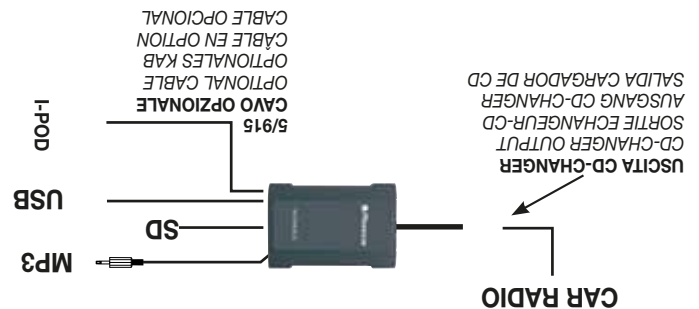 CAR RADIO
MP3
SD
USB
I-POD
USCITA CD-CHANGER
CD-CHANGER OUTPUT
SORTIE ECHANGEUR-CD
AUSGANG CD-CHANGER
SALIDA CARGADOR DE CD
5/915
CAVO OPZIONALE
OPTIONAL CABLE
OPTIONALES KAB
CÂBLE EN OPTION
CABLE OPCIONAL